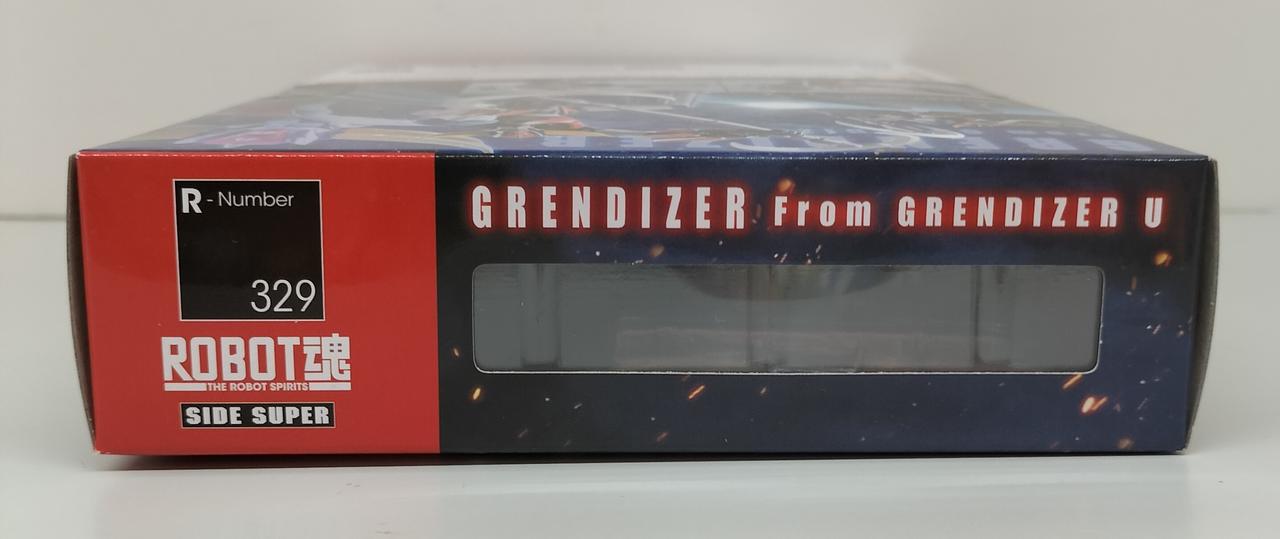 R - Number
329
ROBOT魂
THE ROBOT SPIRITS
SIDE SUPER
GRENDIZER From GRENDIZER U